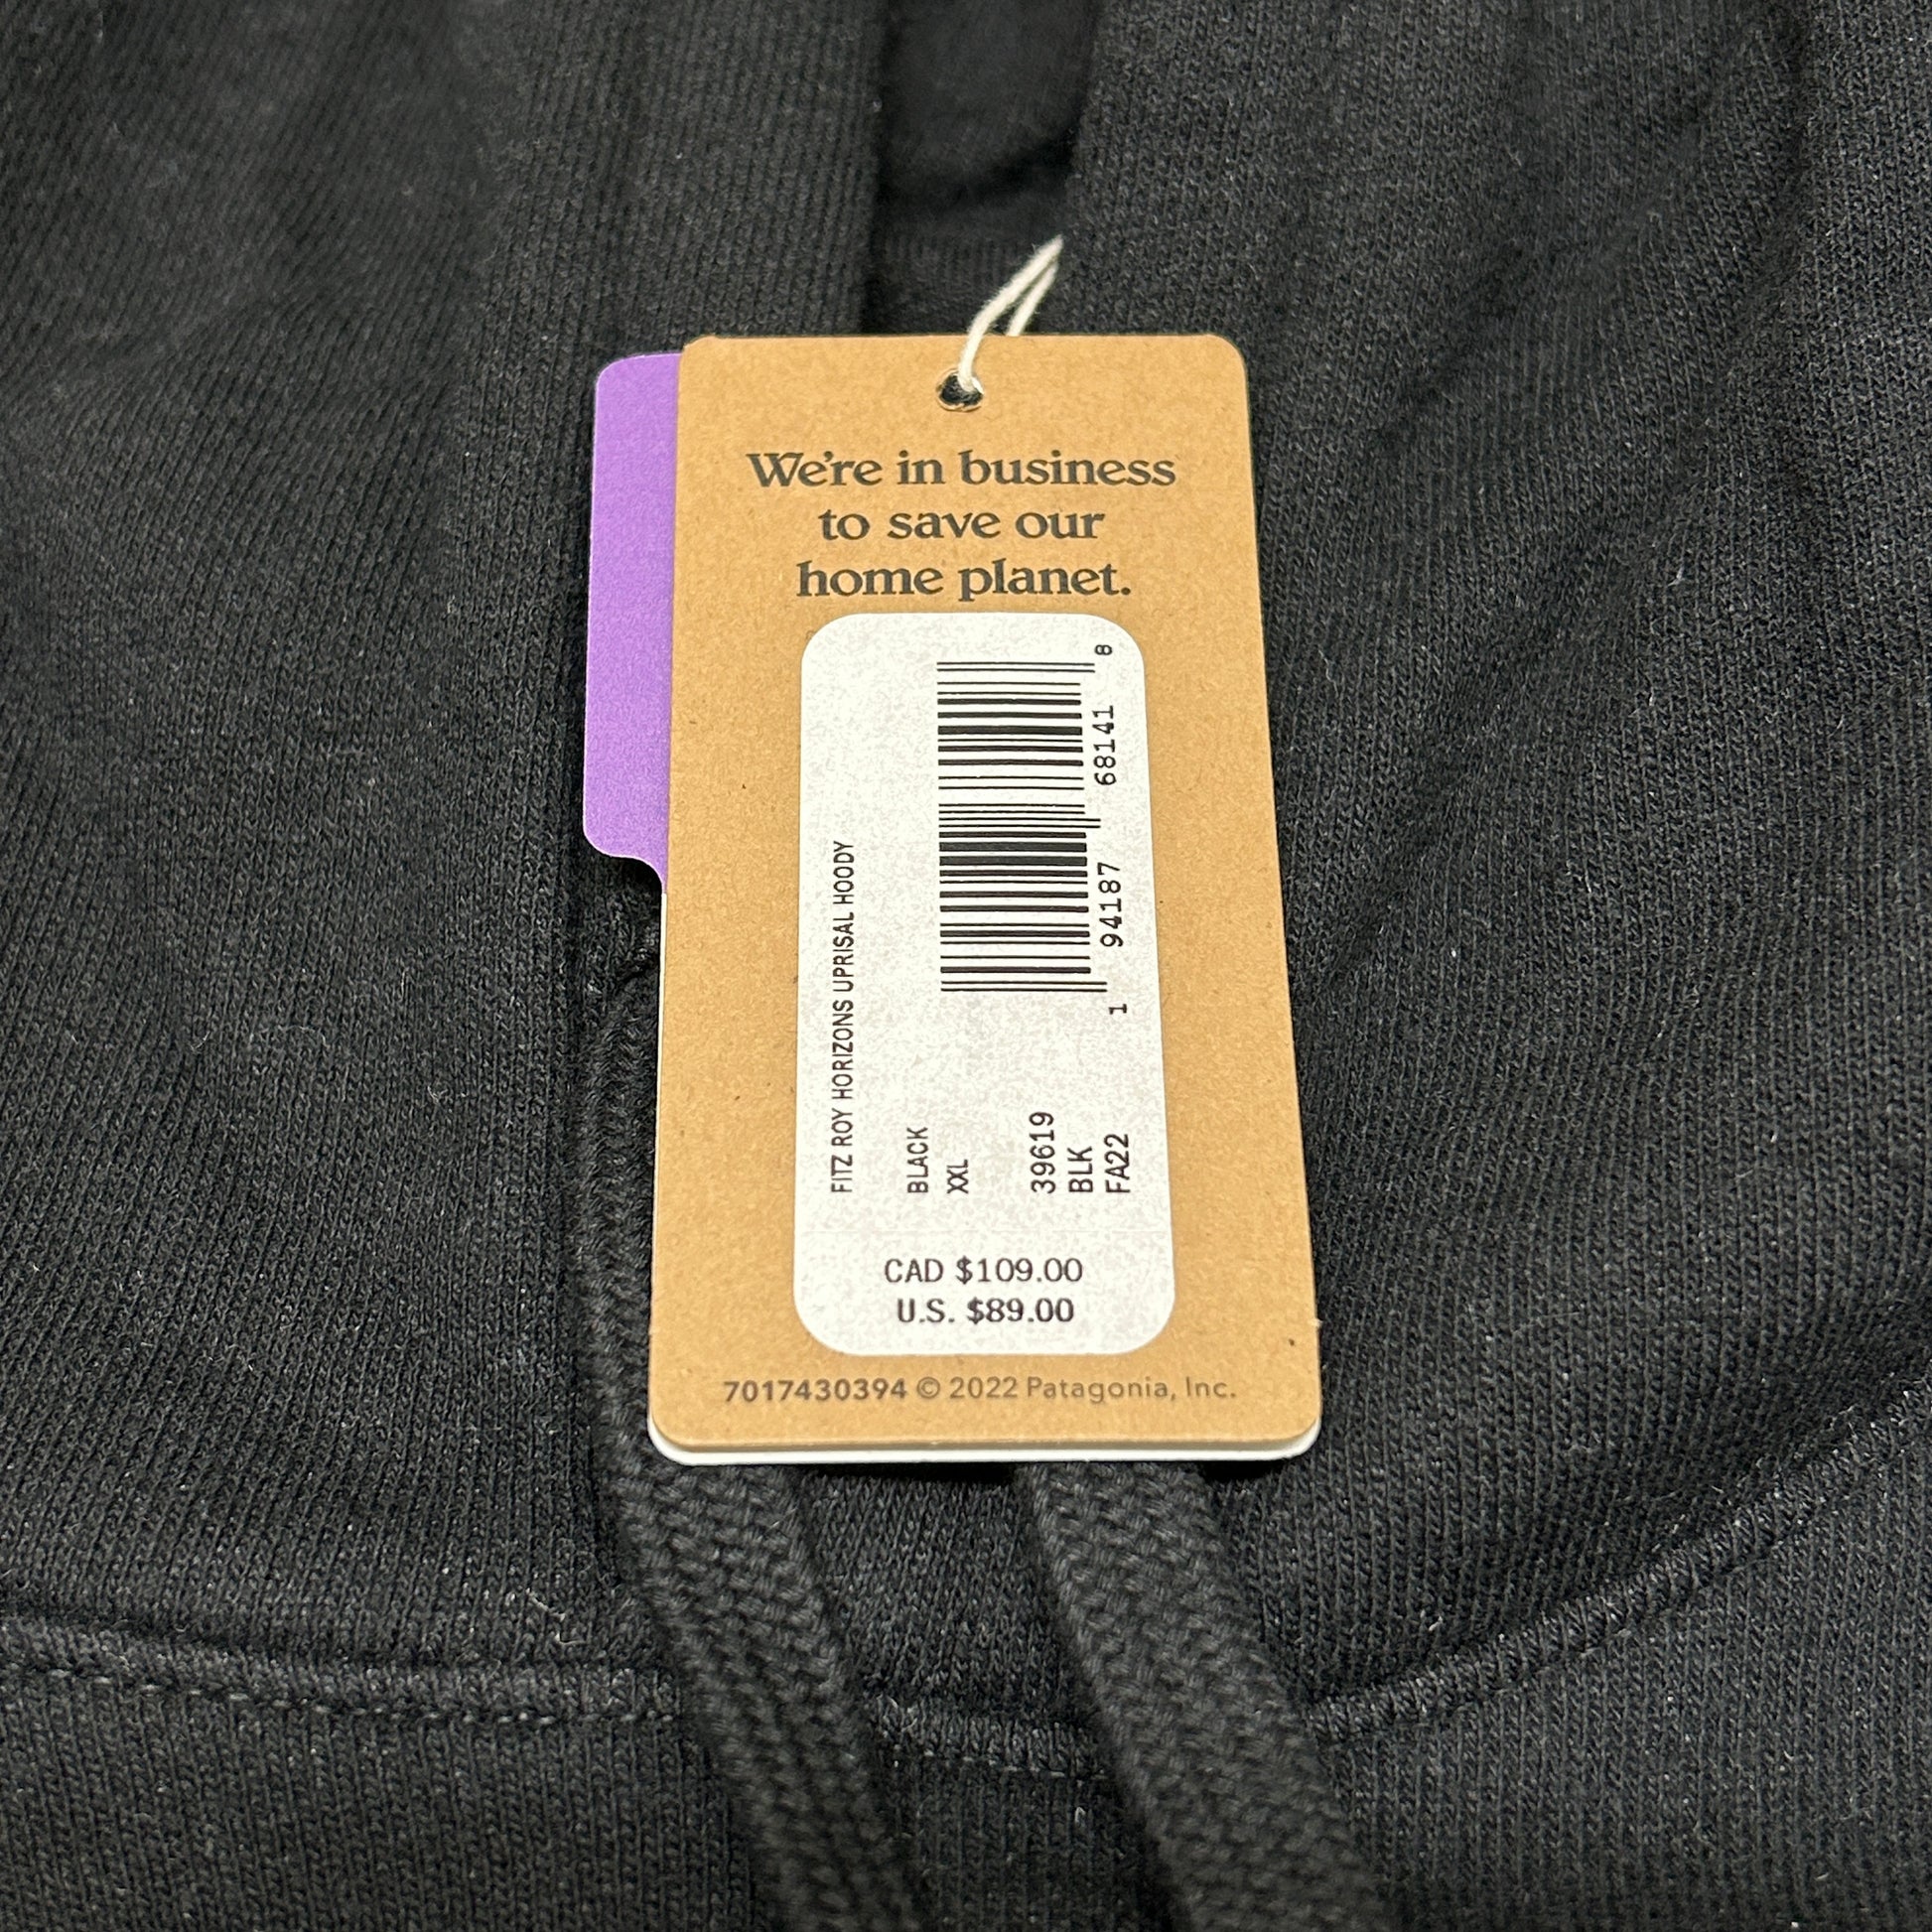 We're in business
to save our
home planet.
FITZ ROY HORIZONS UPRISAL HOODY
BLACK
XXL
39619
BLK
FA22
1 94187 68141 8
CAD $109.00
U.S. $89.00
7017430394 © 2022 Patagonia, Inc.